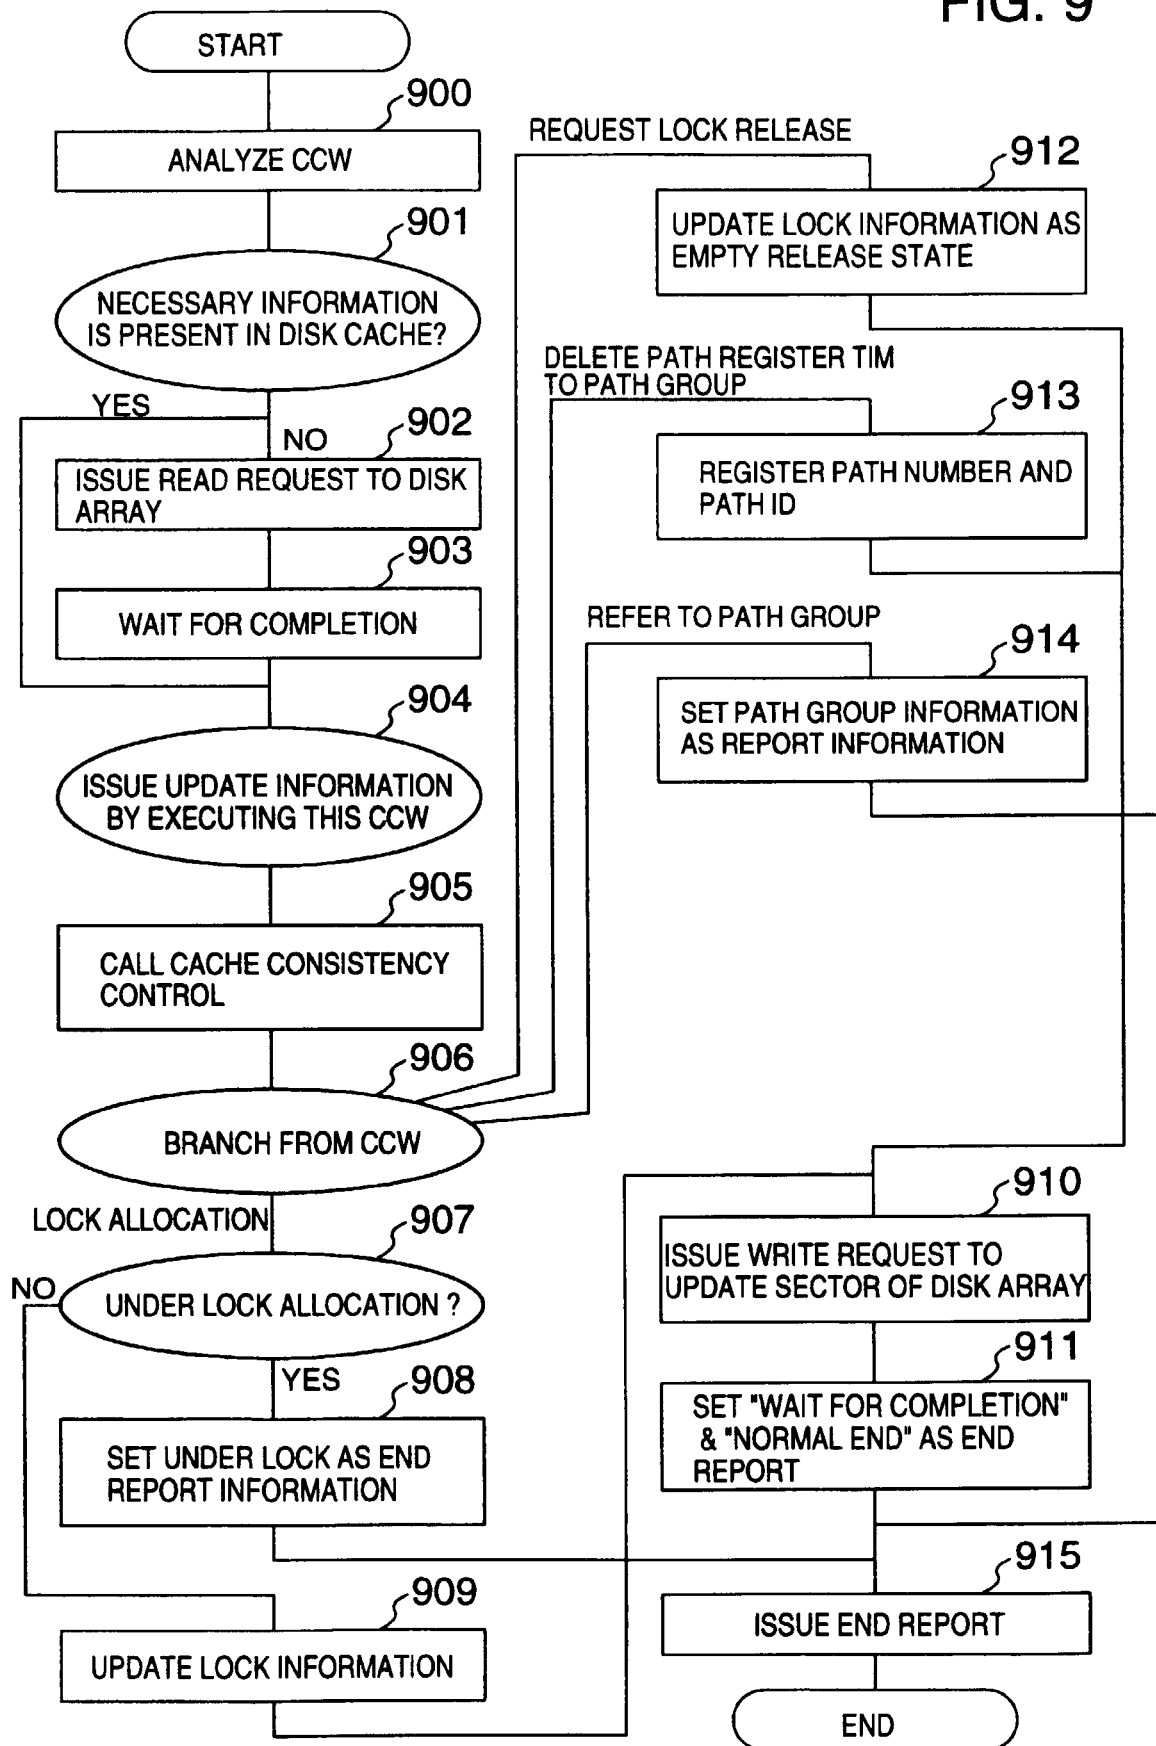 FIG. 9
START
900
ANALYZE CCW
901
NECESSARY INFORMATION
IS PRESENT IN DISK CACHE?
YES
NO
902
ISSUE READ REQUEST TO DISK
ARRAY
903
WAIT FOR COMPLETION
904
ISSUE UPDATE INFORMATION
BY EXECUTING THIS CCW
905
CALL CACHE CONSISTENCY
CONTROL
906
BRANCH FROM CCW
LOCK ALLOCATION
907
NO
UNDER LOCK ALLOCATION ?
YES
908
SET UNDER LOCK AS END
REPORT INFORMATION
909
UPDATE LOCK INFORMATION
REQUEST LOCK RELEASE
912
UPDATE LOCK INFORMATION AS
EMPTY RELEASE STATE
DELETE PATH REGISTER TIM
TO PATH GROUP
913
REGISTER PATH NUMBER AND
PATH ID
REFER TO PATH GROUP
914
SET PATH GROUP INFORMATION
AS REPORT INFORMATION
910
ISSUE WRITE REQUEST TO
UPDATE SECTOR OF DISK ARRAY
911
SET "WAIT FOR COMPLETION"
& "NORMAL END" AS END
REPORT
915
ISSUE END REPORT
END